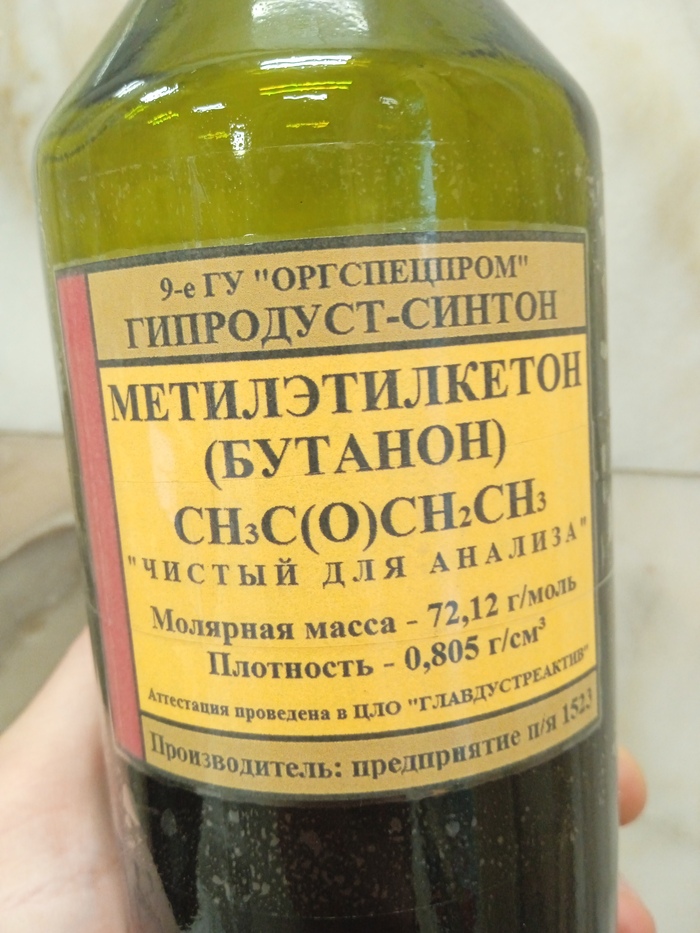 9-е ГУ "ОРГСПЕЦПРОМ"
ГИПРОДУСТ-СИНТОН
МЕТИЛЭТИЛКЕТОН
(БУТАНОН)
CH₃C(O)CH₂CH₃
"ЧИСТЫЙ ДЛЯ АНАЛИЗА"
Молярная масса - 72,12 г/моль
Плотность - 0,805 г/см³
Аттестация проведена в ЦЛО "ГЛАВДУСТРЕАКТИВ"
Производитель: предприятие п/я 1523